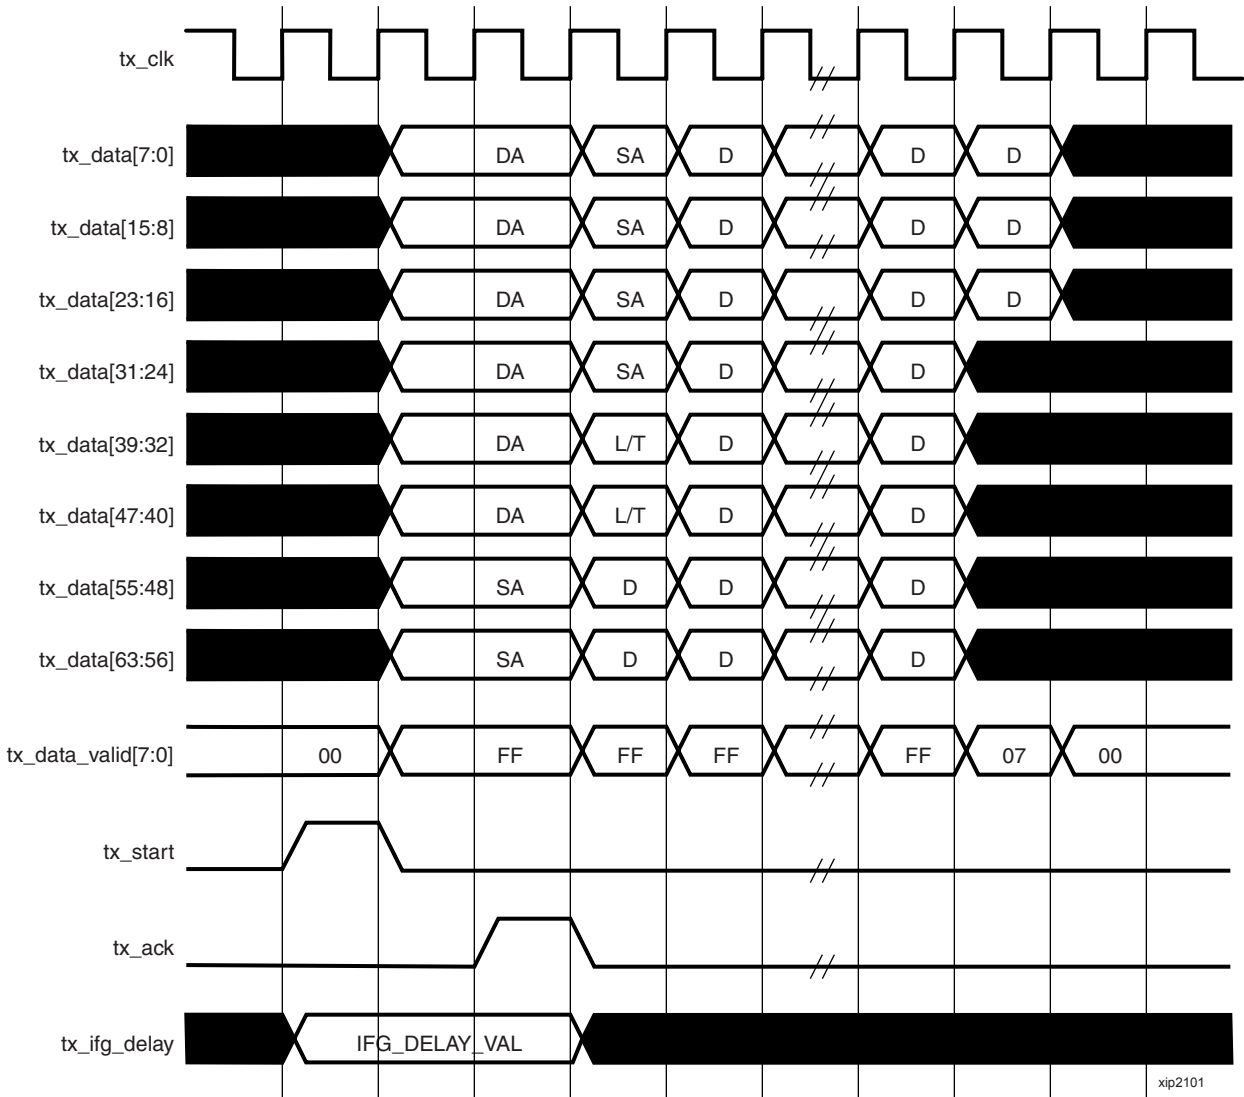 tx_clk
tx_data[7:0] DA SA D D D
tx_data[15:8] DA SA D D D
tx_data[23:16] DA SA D D D
tx_data[31:24] DA SA D D
tx_data[39:32] DA L/T D D
tx_data[47:40] DA L/T D D
tx_data[55:48] SA D D D
tx_data[63:56] SA D D D
tx_data_valid[7:0] 00 FF FF FF FF 07 00
tx_start
tx_ack
tx_ifg_delay IFG_DELAY_VAL
xip2101